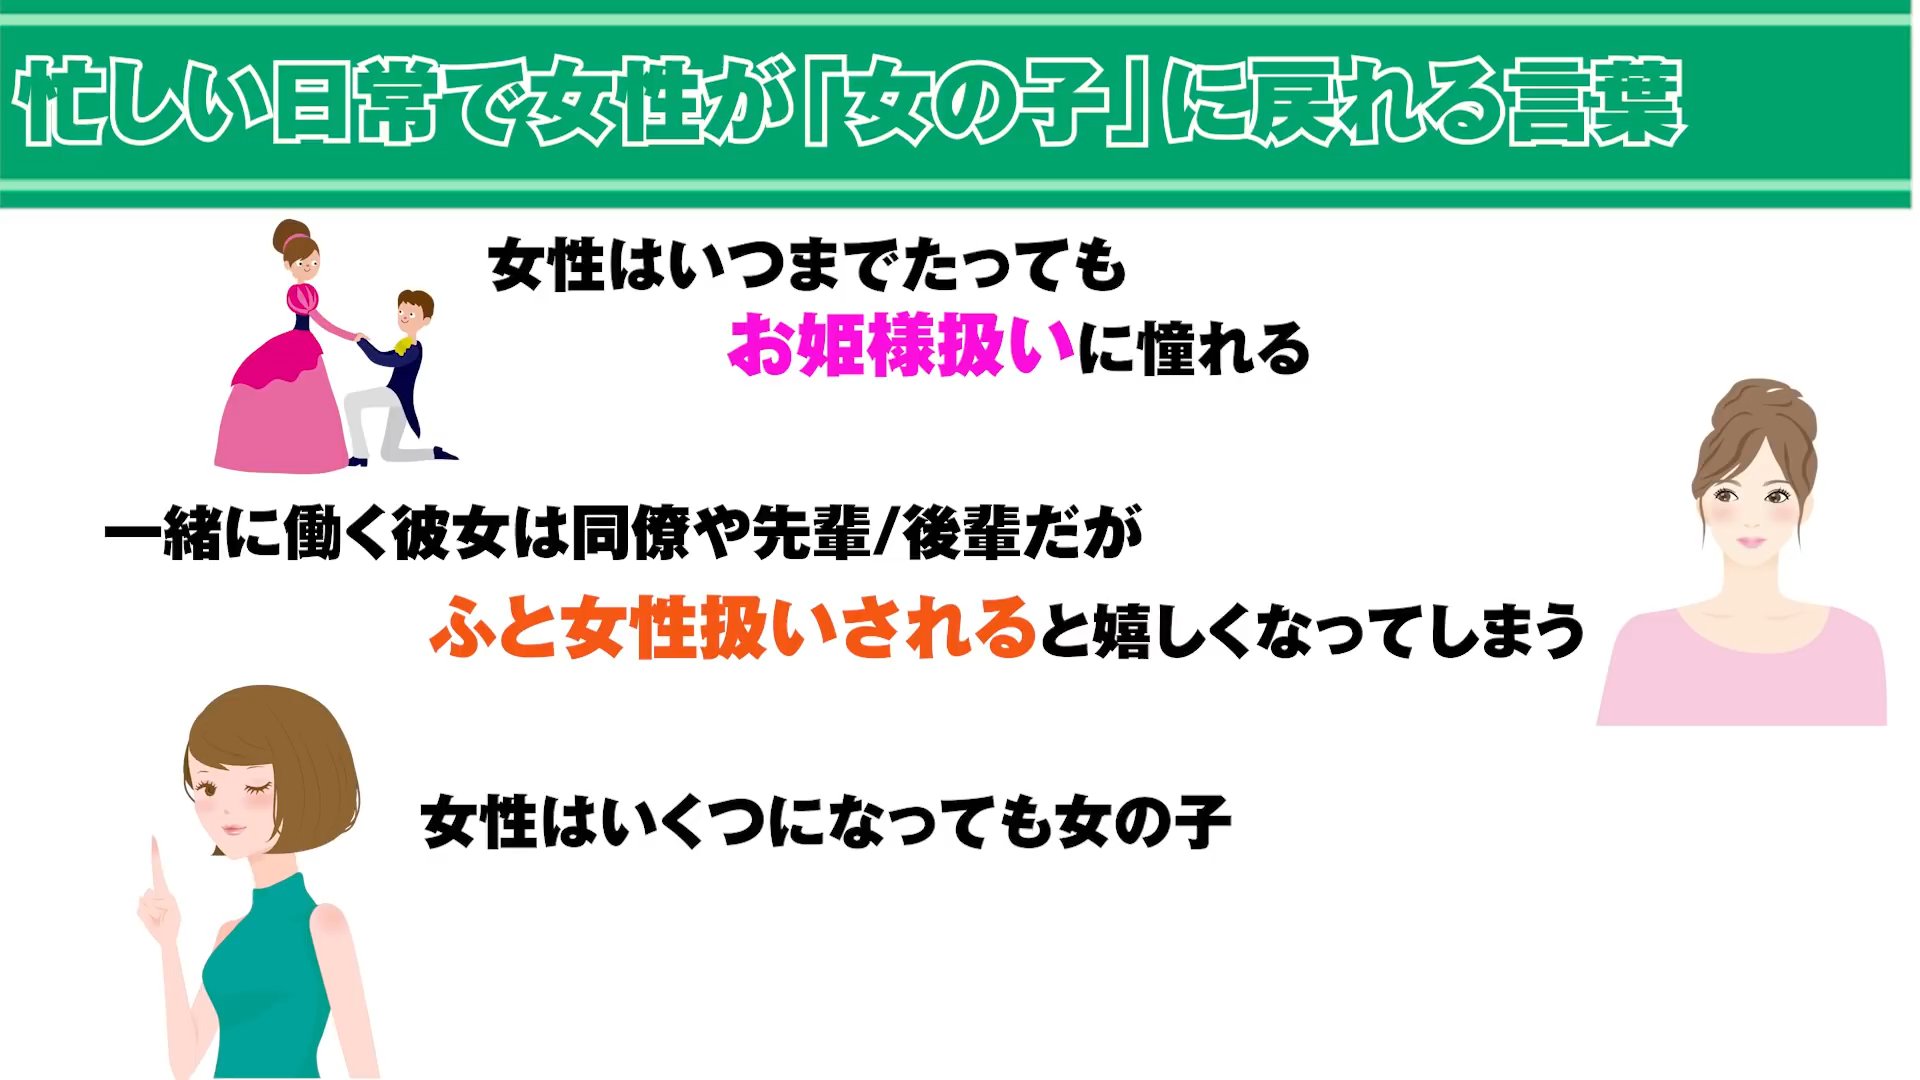 忙しい日常で女性が「女の子」に戻れる言葉
女性はいつまでたっても
お姫様扱いに憧れる
一緒に働く彼女は同僚や先輩/後輩だが
ふと女性扱いされると嬉しくなってしまう
女性はいくつになっても女の子